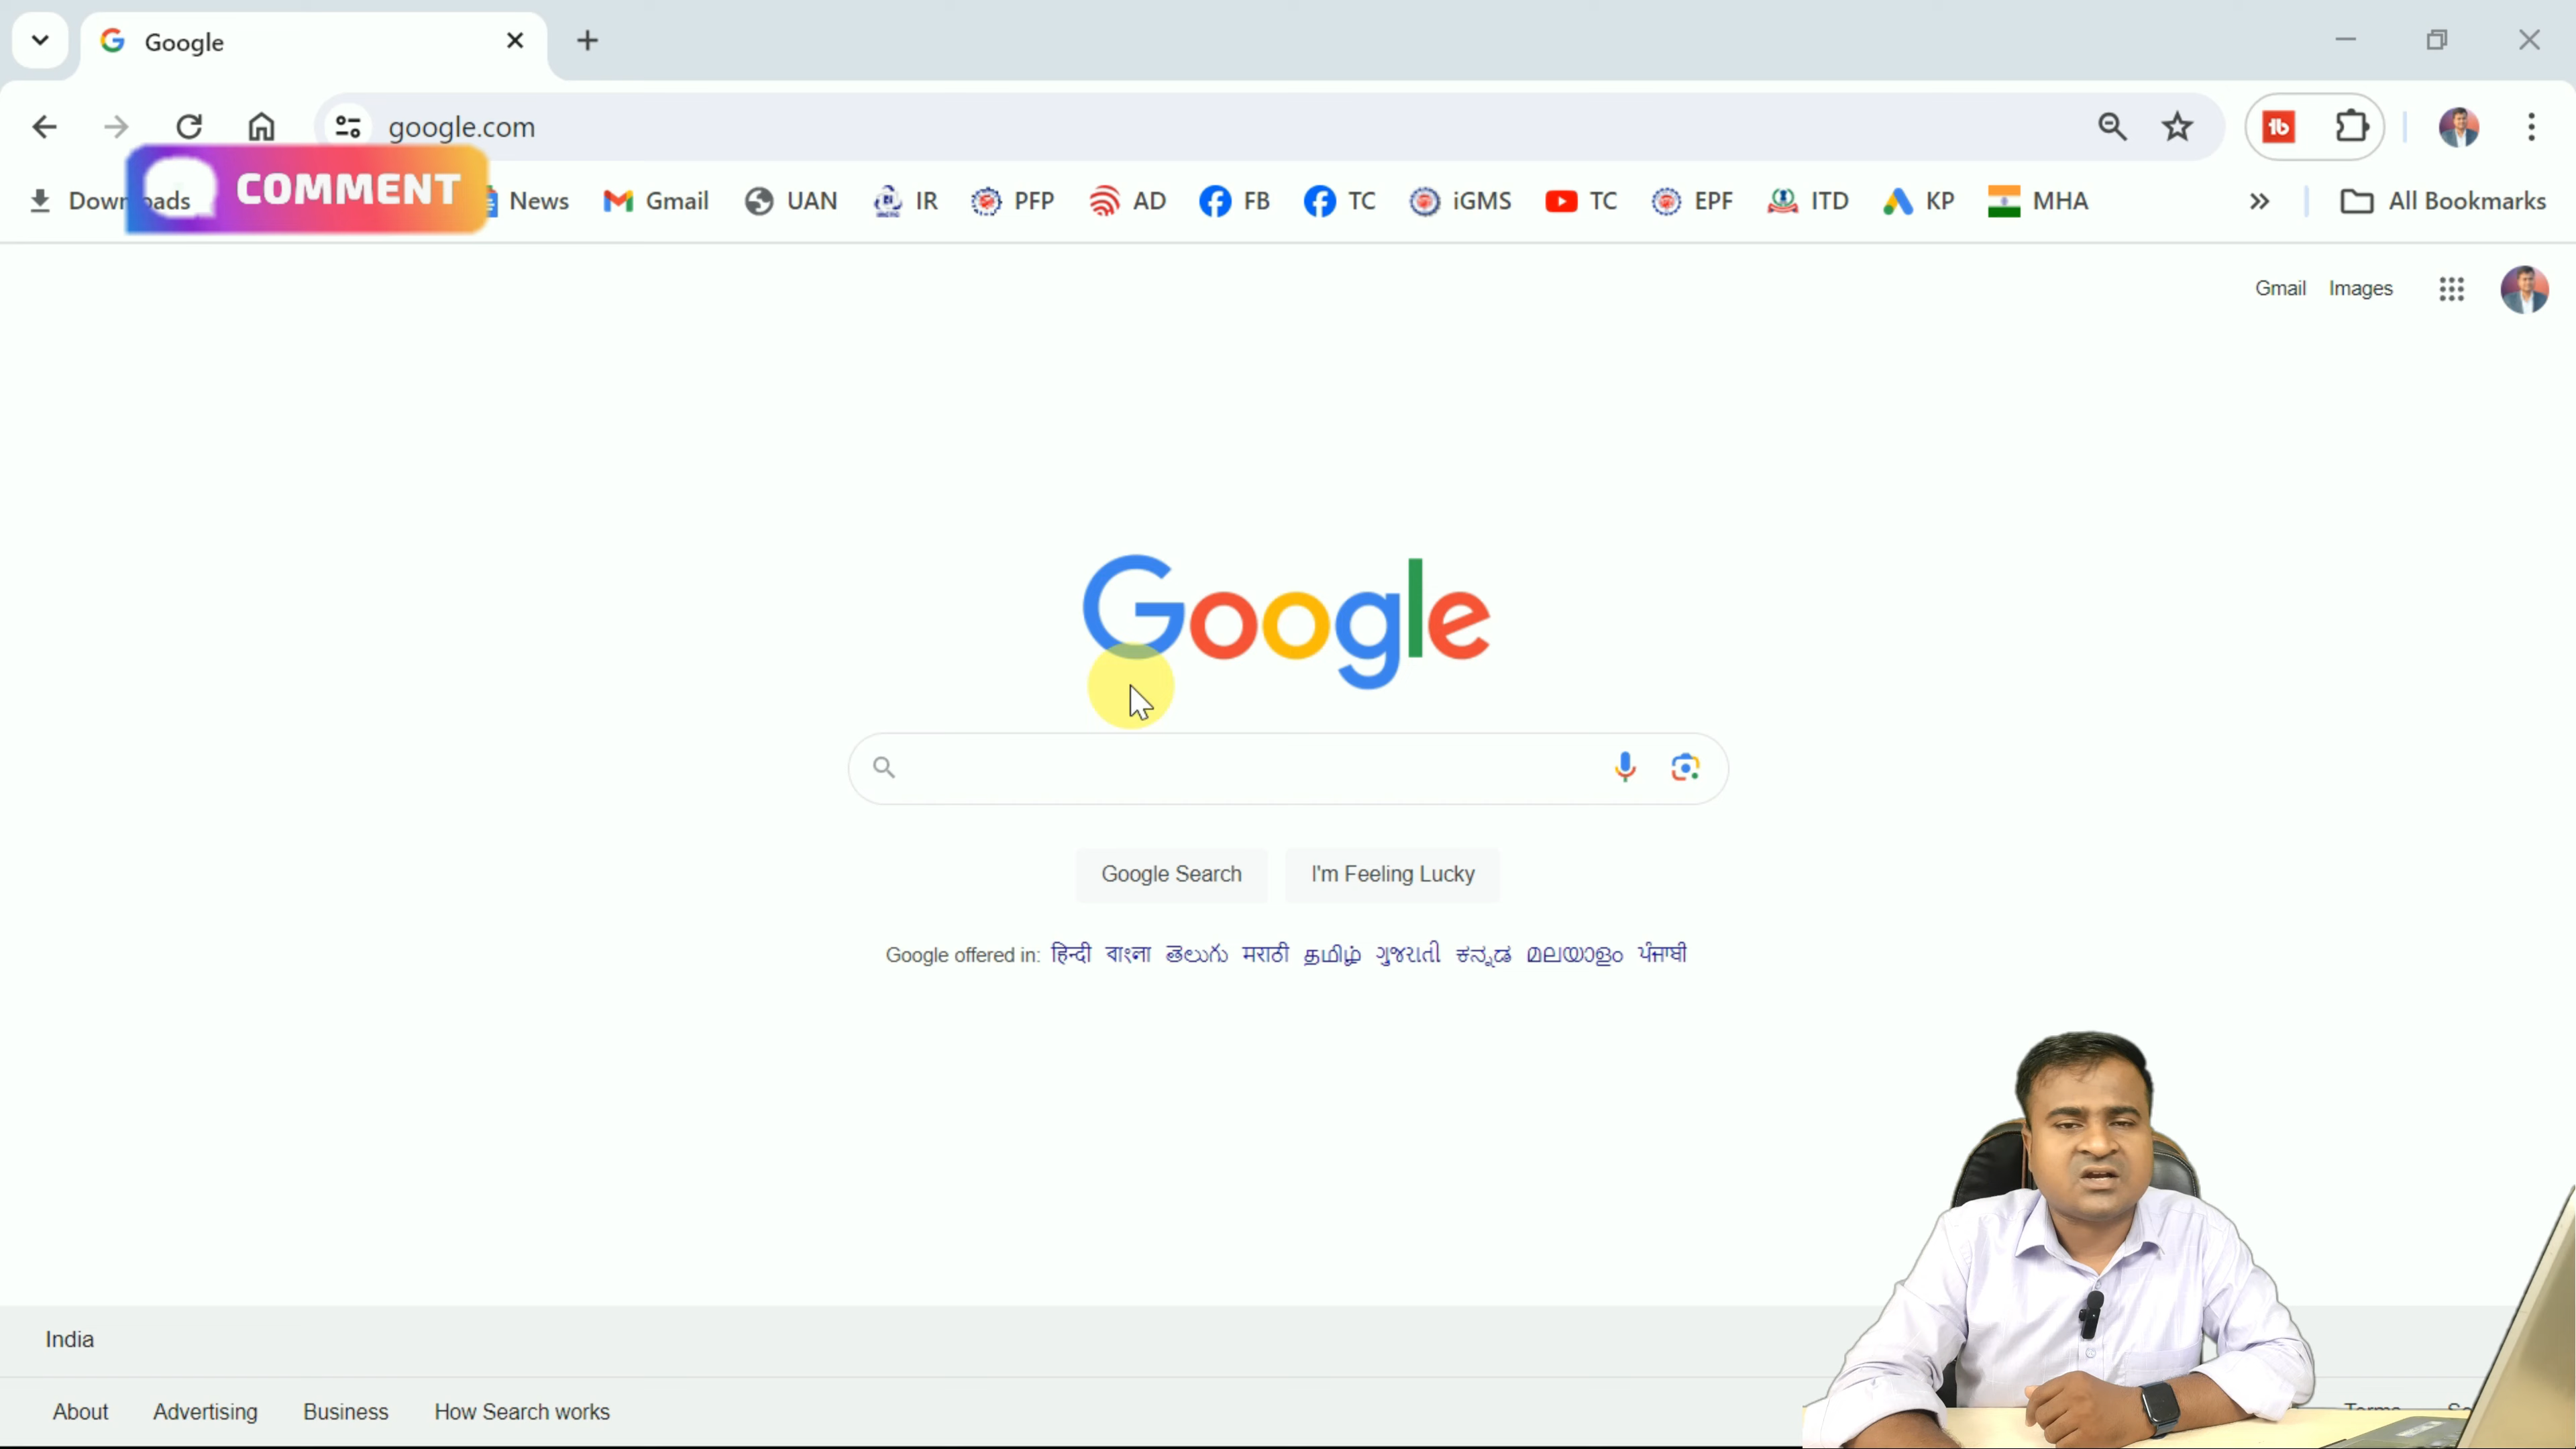 Google
google.com
COMMENT
Downloads News Gmail UAN IR PFP AD FB TC iGMS TC EPF ITD KP MHA All Bookmarks
Gmail Images
Google
Google Search I'm Feeling Lucky
Google offered in: हिन्दी বাংলা తెలుగు मराठी தமிழ் ગુજરાતી ಕನ್ನಡ മലയാളം ਪੰਜਾਬੀ
India
About Advertising Business How Search works Terms